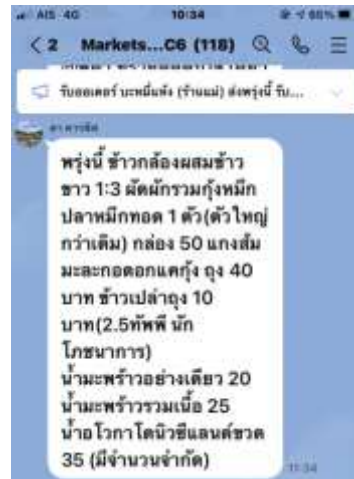 AIS 4G 10:34 60%
2 Markets...C6 (118)
รับออเดอร์ บะหมี่แห้ง (ร้านแม่) ส่งพรุ่งนี้ รับ...
พรุ่งนี้ ข้าวกล้องผสมข้าว
ขาว 1:3 ผัดผักรวมกุ้งหมึก
ปลาหมึกทอด 1 ตัว(ตัวใหญ่
กว่าเดิม) กล่อง 50 แกงส้ม
มะละกอดอกแคกุ้ง ถุง 40
บาท ข้าวเปล่าถุง 10
บาท(2.5ทัพพี นัก
โภชนาการ)
น้ำมะพร้าวอย่างเดียว 20
น้ำมะพร้าวรวมเนื้อ 25
น้ำอโวกาโดนิวซีแลนด์ขวด
35 (มีจำนวนจำกัด)
11:34